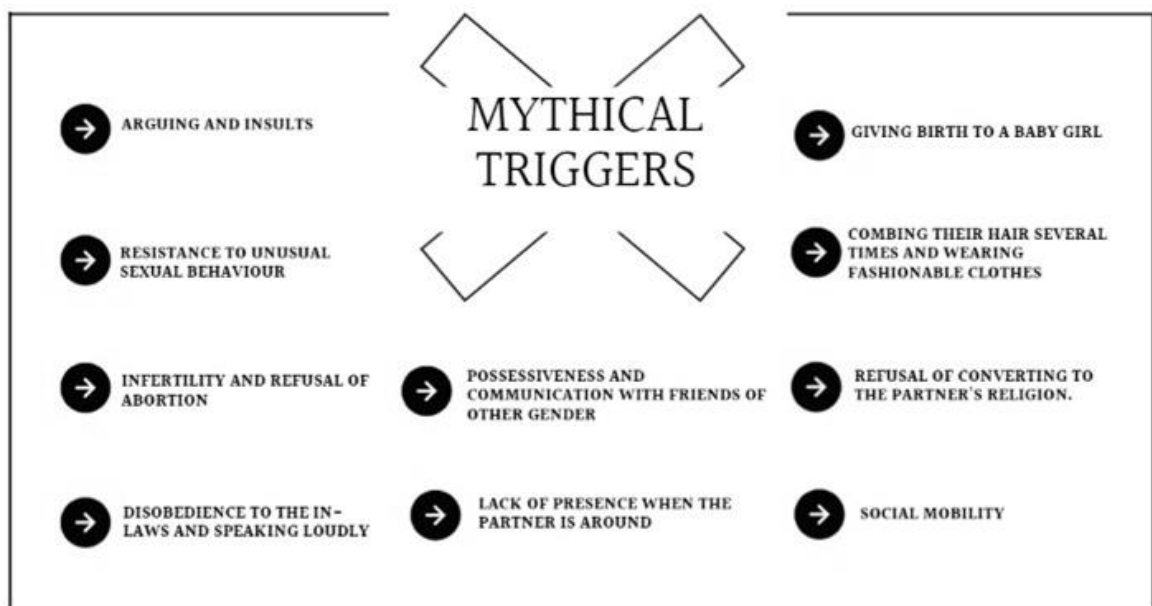 MYTHICAL
TRIGGERS
ARGUING AND INSULTS
RESISTANCE TO UNUSUAL
SEXUAL BEHAVIOUR
INFERTILITY AND REFUSAL OF
ABORTION
DISOBEDIENCE TO THE IN-
LAWS AND SPEAKING LOUDLY
POSSESSIVENESS AND
COMMUNICATION WITH FRIENDS OF
OTHER GENDER
LACK OF PRESENCE WHEN THE
PARTNER IS AROUND
GIVING BIRTH TO A BABY GIRL
COMBING THEIR HAIR SEVERAL
TIMES AND WEARING
FASHIONABLE CLOTHES
REFUSAL OF CONVERTING TO
THE PARTNER'S RELIGION.
SOCIAL MOBILITY